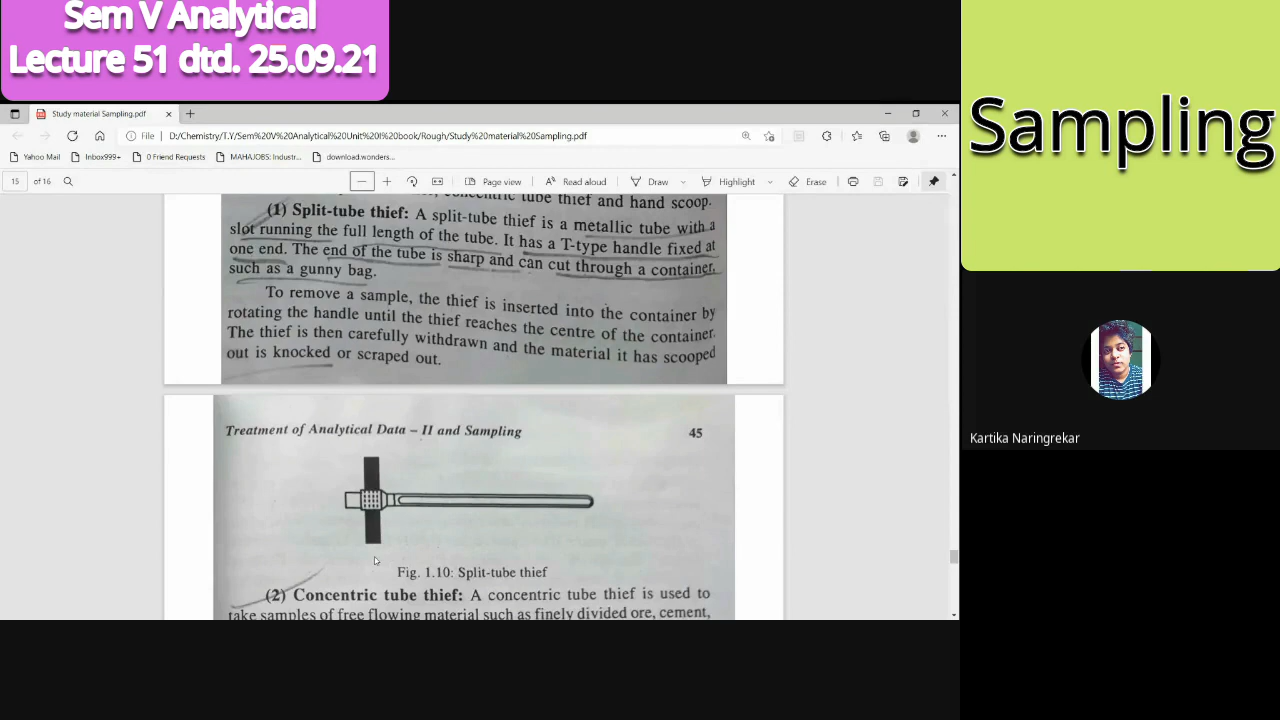 Sem V Analytical
Lecture 51 dtd. 25.09.21
Sampling
Study material Sampling.pdf
File
D:/Chemistry/T.Y/Sem%20V%20Analytical%20Unit%20I%20book/Rough/Study%20material%20Sampling.pdf
Yahoo Mail
Inbox999+
0 Friend Requests
MAHAJOBS: Industr...
download.wonders...
15 of 16
Page view
Read aloud
Draw
Highlight
Erase
concentric tube thief and hand scoop.
(1) Split-tube thief: A split-tube thief is a metallic tube with a
slot running the full length of the tube. It has a T-type handle fixed at
one end. The end of the tube is sharp and can cut through a container,
such as a gunny bag.
To remove a sample, the thief is inserted into the container by
rotating the handle until the thief reaches the centre of the container.
The thief is then carefully withdrawn and the material it has scooped
out is knocked or scraped out.
Treatment of Analytical Data – II and Sampling 45
Fig. 1.10: Split-tube thief
(2) Concentric tube thief: A concentric tube thief is used to
take samples of free flowing material such as finely divided ore, cement,
Kartika Naringrekar